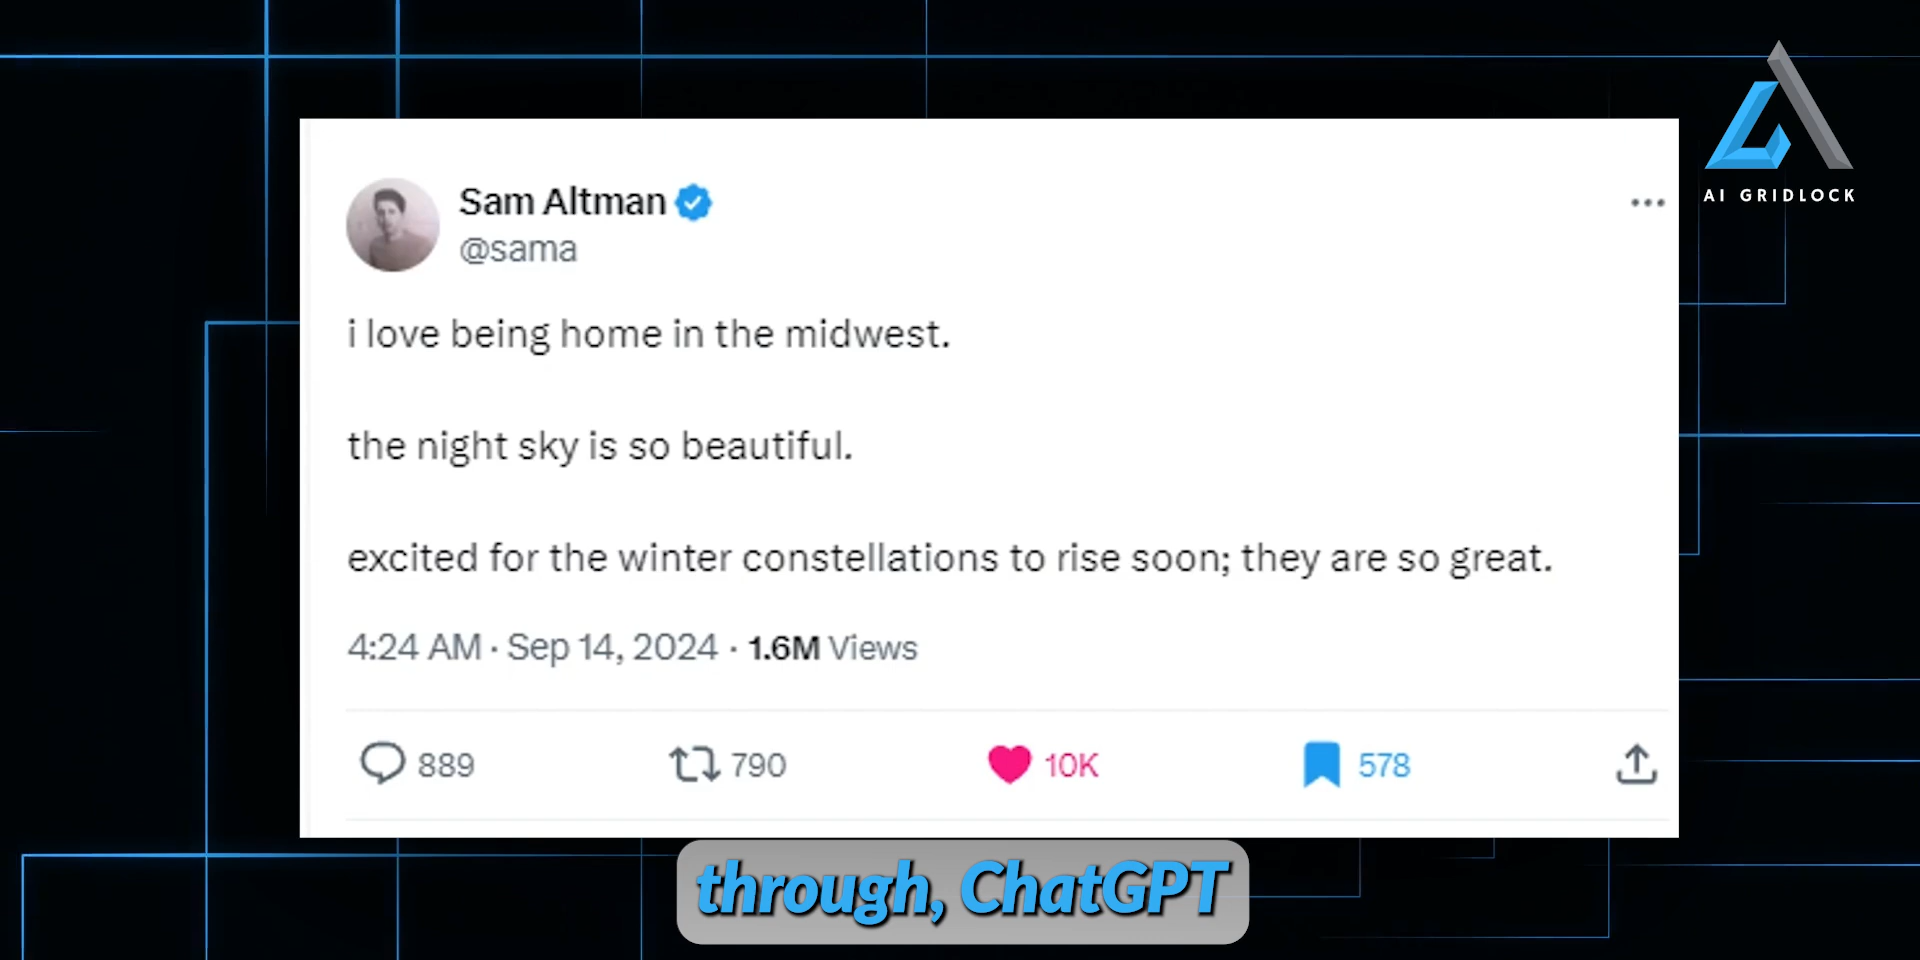 AI GRIDLOCK
Sam Altman
@sama
i love being home in the midwest.
the night sky is so beautiful.
excited for the winter constellations to rise soon; they are so great.
4:24 AM · Sep 14, 2024 · 1.6M Views
889 790 10K 578
through, ChatGPT